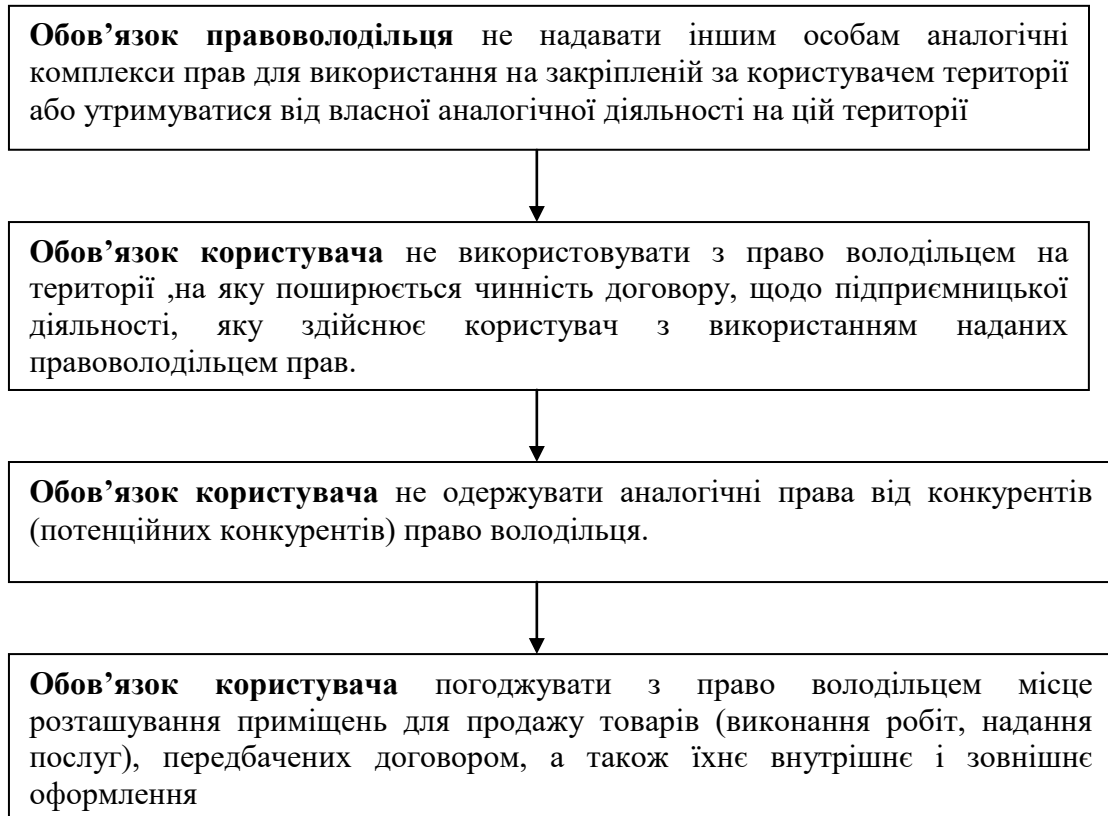 Обов’язок правоволодільця не надавати іншим особам аналогічні
комплекси прав для використання на закріпленій за користувачем території
або утримуватися від власної аналогічної діяльності на цій території
Обов’язок користувача не використовувати з право володільцем на
території ,на яку поширюється чинність договору, щодо підприємницької
діяльності, яку здійснює користувач з використанням наданих
правоволодільцем прав.
Обов’язок користувача не одержувати аналогічні права від конкурентів
(потенційних конкурентів) право володільця.
Обов’язок користувача погоджувати з право володільцем місце
розташування приміщень для продажу товарів (виконання робіт, надання
послуг), передбачених договором, а також їхнє внутрішнє і зовнішнє
оформлення